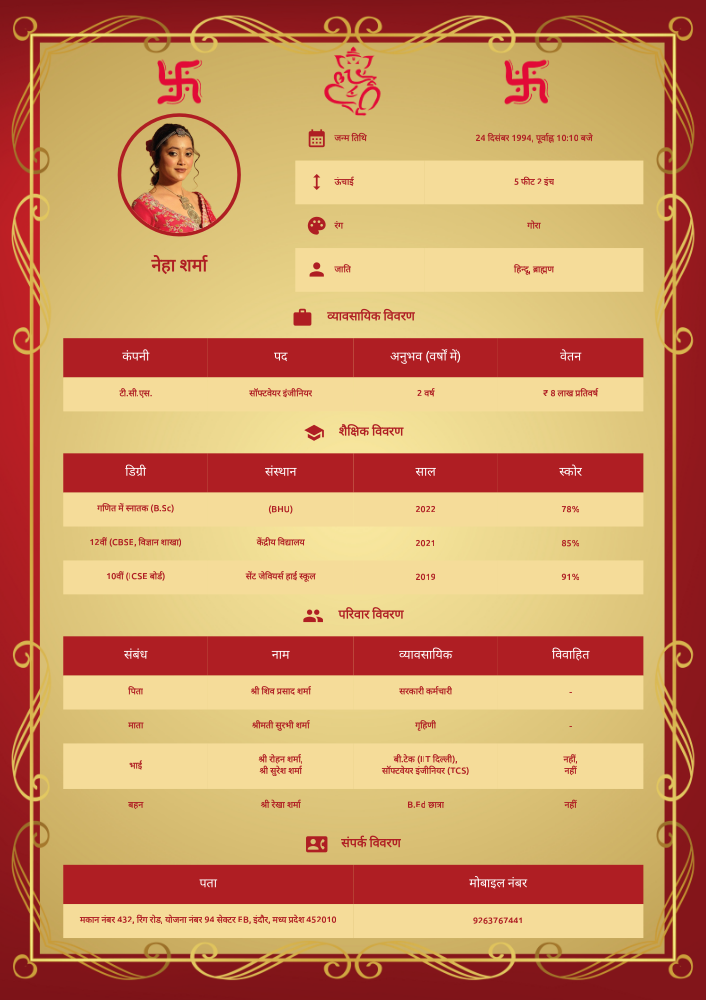 जन्म तिथि 24 दिसंबर 1994, पूर्वाह्न 10:10 बजे
ऊंचाई 5 फीट 2 इंच
रंग गोरा
जाति हिन्दू, ब्राह्मण
नेहा शर्मा
व्यावसायिक विवरण
कंपनी पद अनुभव (वर्षों में) वेतन
टी.सी.एस. सॉफ्टवेयर इंजीनियर 2 वर्ष ₹ 8 लाख प्रतिवर्ष
शैक्षिक विवरण
डिग्री संस्थान साल स्कोर
गणित में स्नातक (B.Sc) (BHU) 2022 78%
12वीं (CBSE, विज्ञान शाखा) केंद्रीय विद्यालय 2021 85%
10वीं (ICSE बोर्ड) सेंट जेवियर्स हाई स्कूल 2019 91%
परिवार विवरण
संबंध नाम व्यावसायिक विवाहित
पिता श्री शिव प्रसाद शर्मा सरकारी कर्मचारी -
माता श्रीमती सुरभी शर्मा गृहिणी -
भाई श्री रोहन शर्मा, श्री सुरेश शर्मा बी.टेक (IIT दिल्ली), सॉफ्टवेयर इंजीनियर (TCS) नहीं, नहीं
बहन श्री रेखा शर्मा B.Ed छात्रा नहीं
संपर्क विवरण
पता मोबाइल नंबर
मकान नंबर 432, रिंग रोड, योजना नंबर 94 सेक्टर EB, इंदौर, मध्य प्रदेश 452010 9263767441